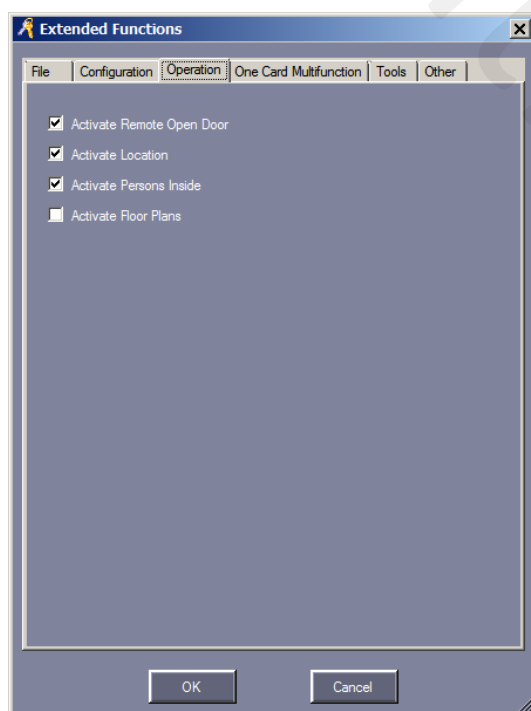 Extended Functions
File Configuration Operation One Card Multifunction Tools Other
Activate Remote Open Door
Activate Location
Activate Persons Inside
Activate Floor Plans
OK Cancel